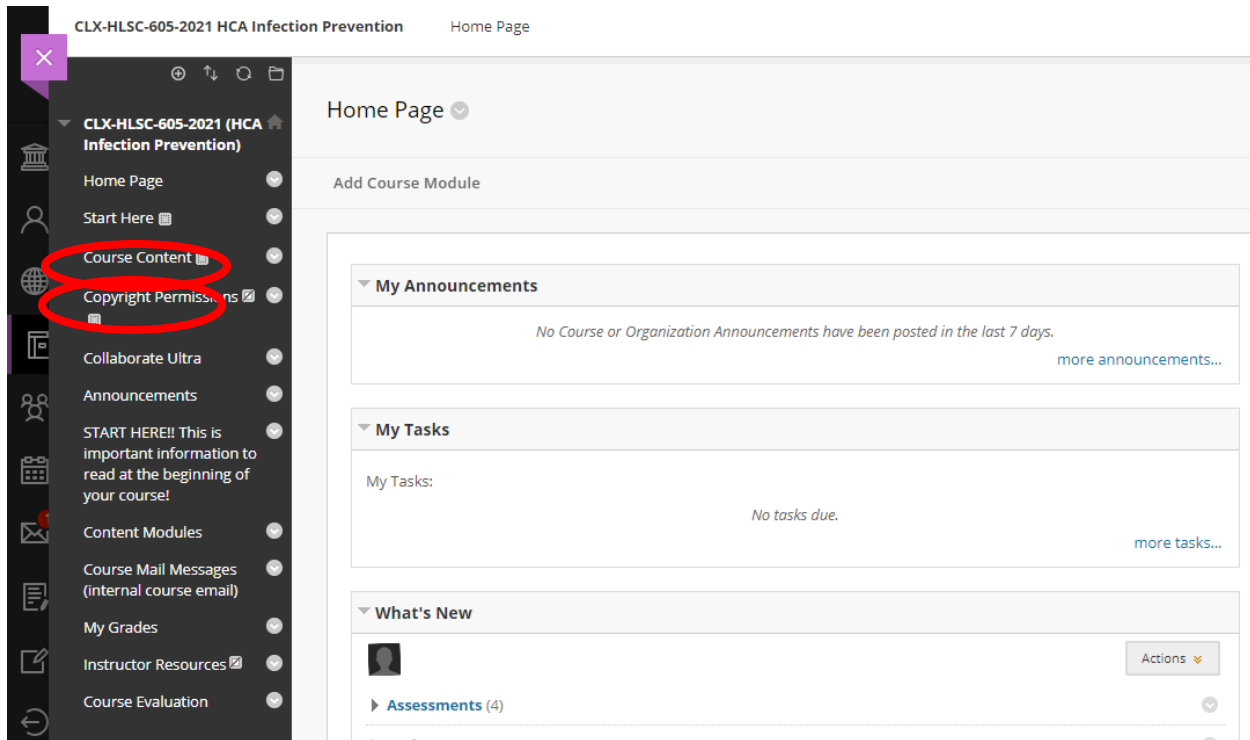 CLX-HLSC-605-2021 HCA Infection Prevention Home Page
CLX-HLSC-605-2021 (HCA
Infection Prevention)
Home Page
Start Here
Course Content
Copyright Permissions
Collaborate Ultra
Announcements
START HERE!! This is
important information to
read at the beginning of
your course!
Content Modules
Course Mail Messages
(internal course email)
My Grades
Instructor Resources
Course Evaluation
Home Page
Add Course Module
My Announcements
No Course or Organization Announcements have been posted in the last 7 days.
more announcements...
My Tasks
My Tasks:
No tasks due.
more tasks...
What's New
Actions
Assessments (4)